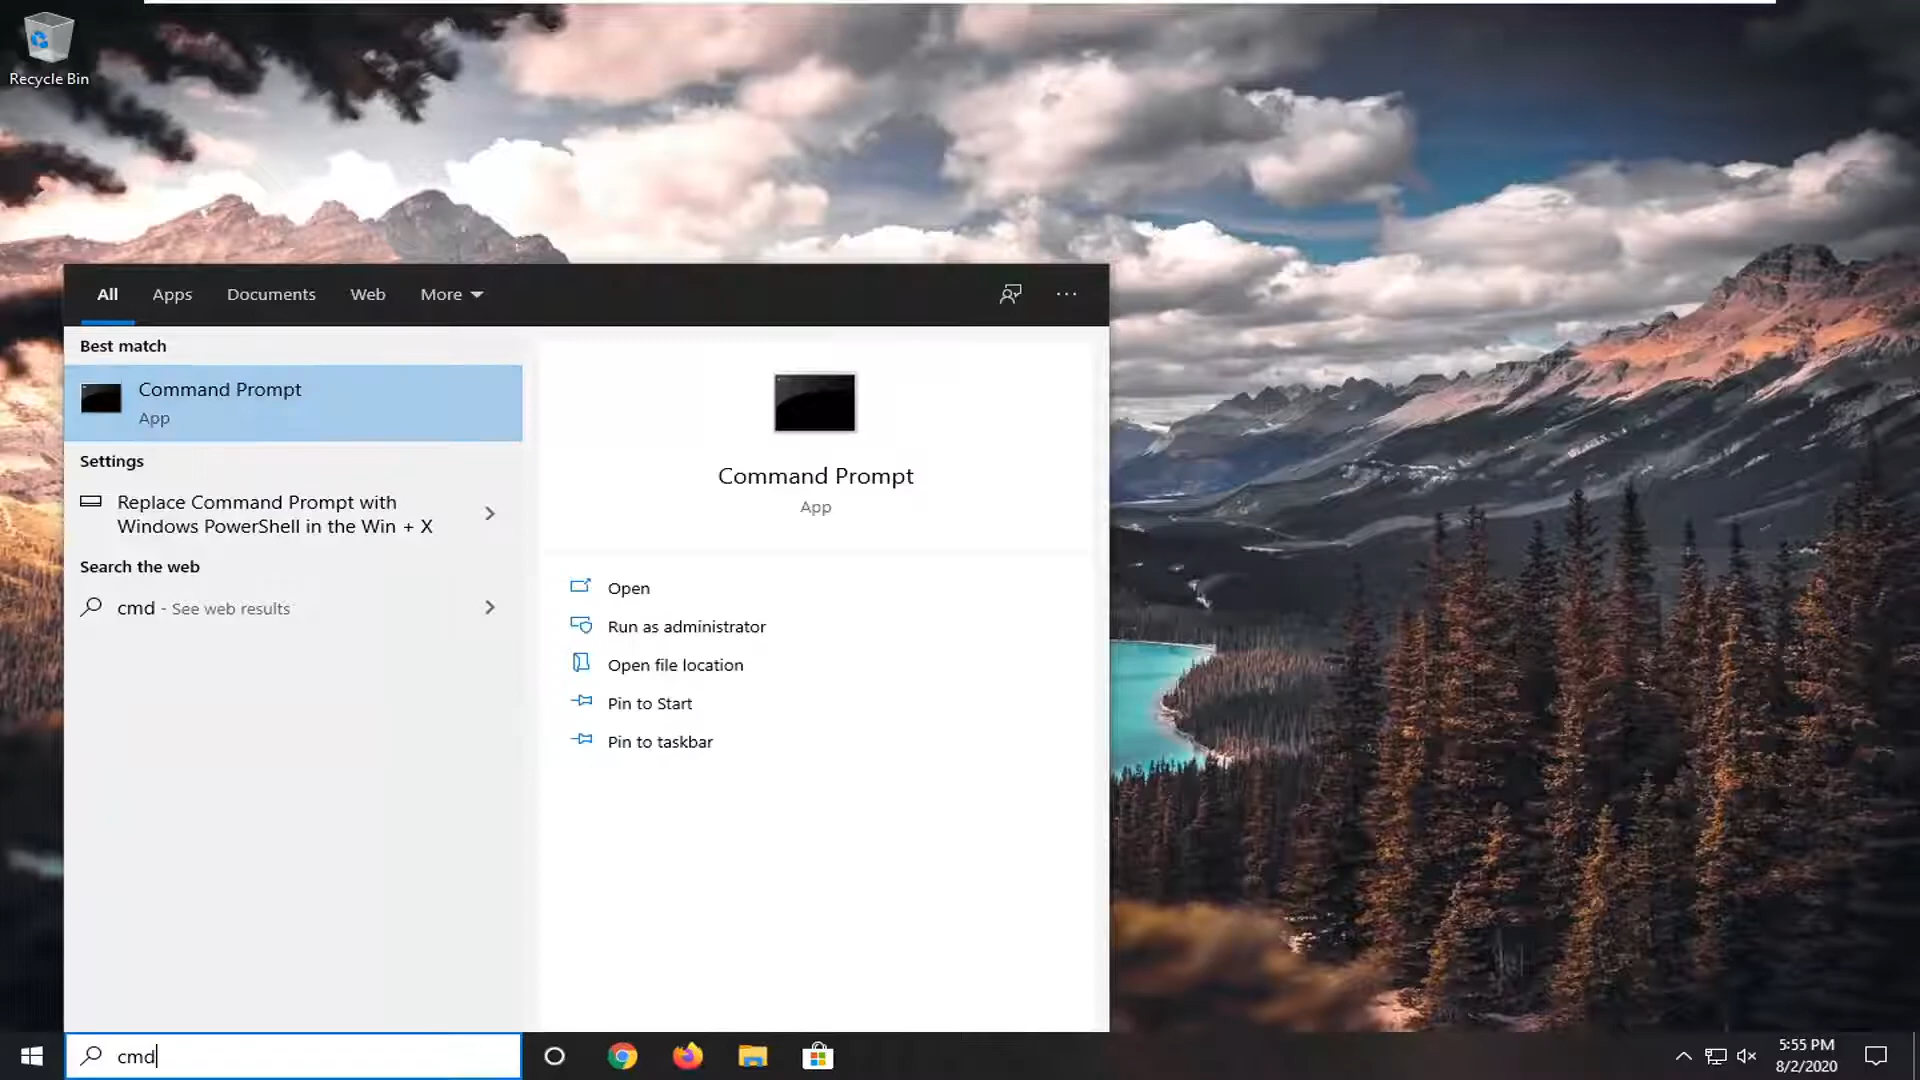 Recycle Bin
All Apps Documents Web More
Best match
Command Prompt
App
Settings
Replace Command Prompt with
Windows PowerShell in the Win + X
Search the web
cmd - See web results
Command Prompt
App
Open
Run as administrator
Open file location
Pin to Start
Pin to taskbar
cmd
5:55 PM
8/2/2020